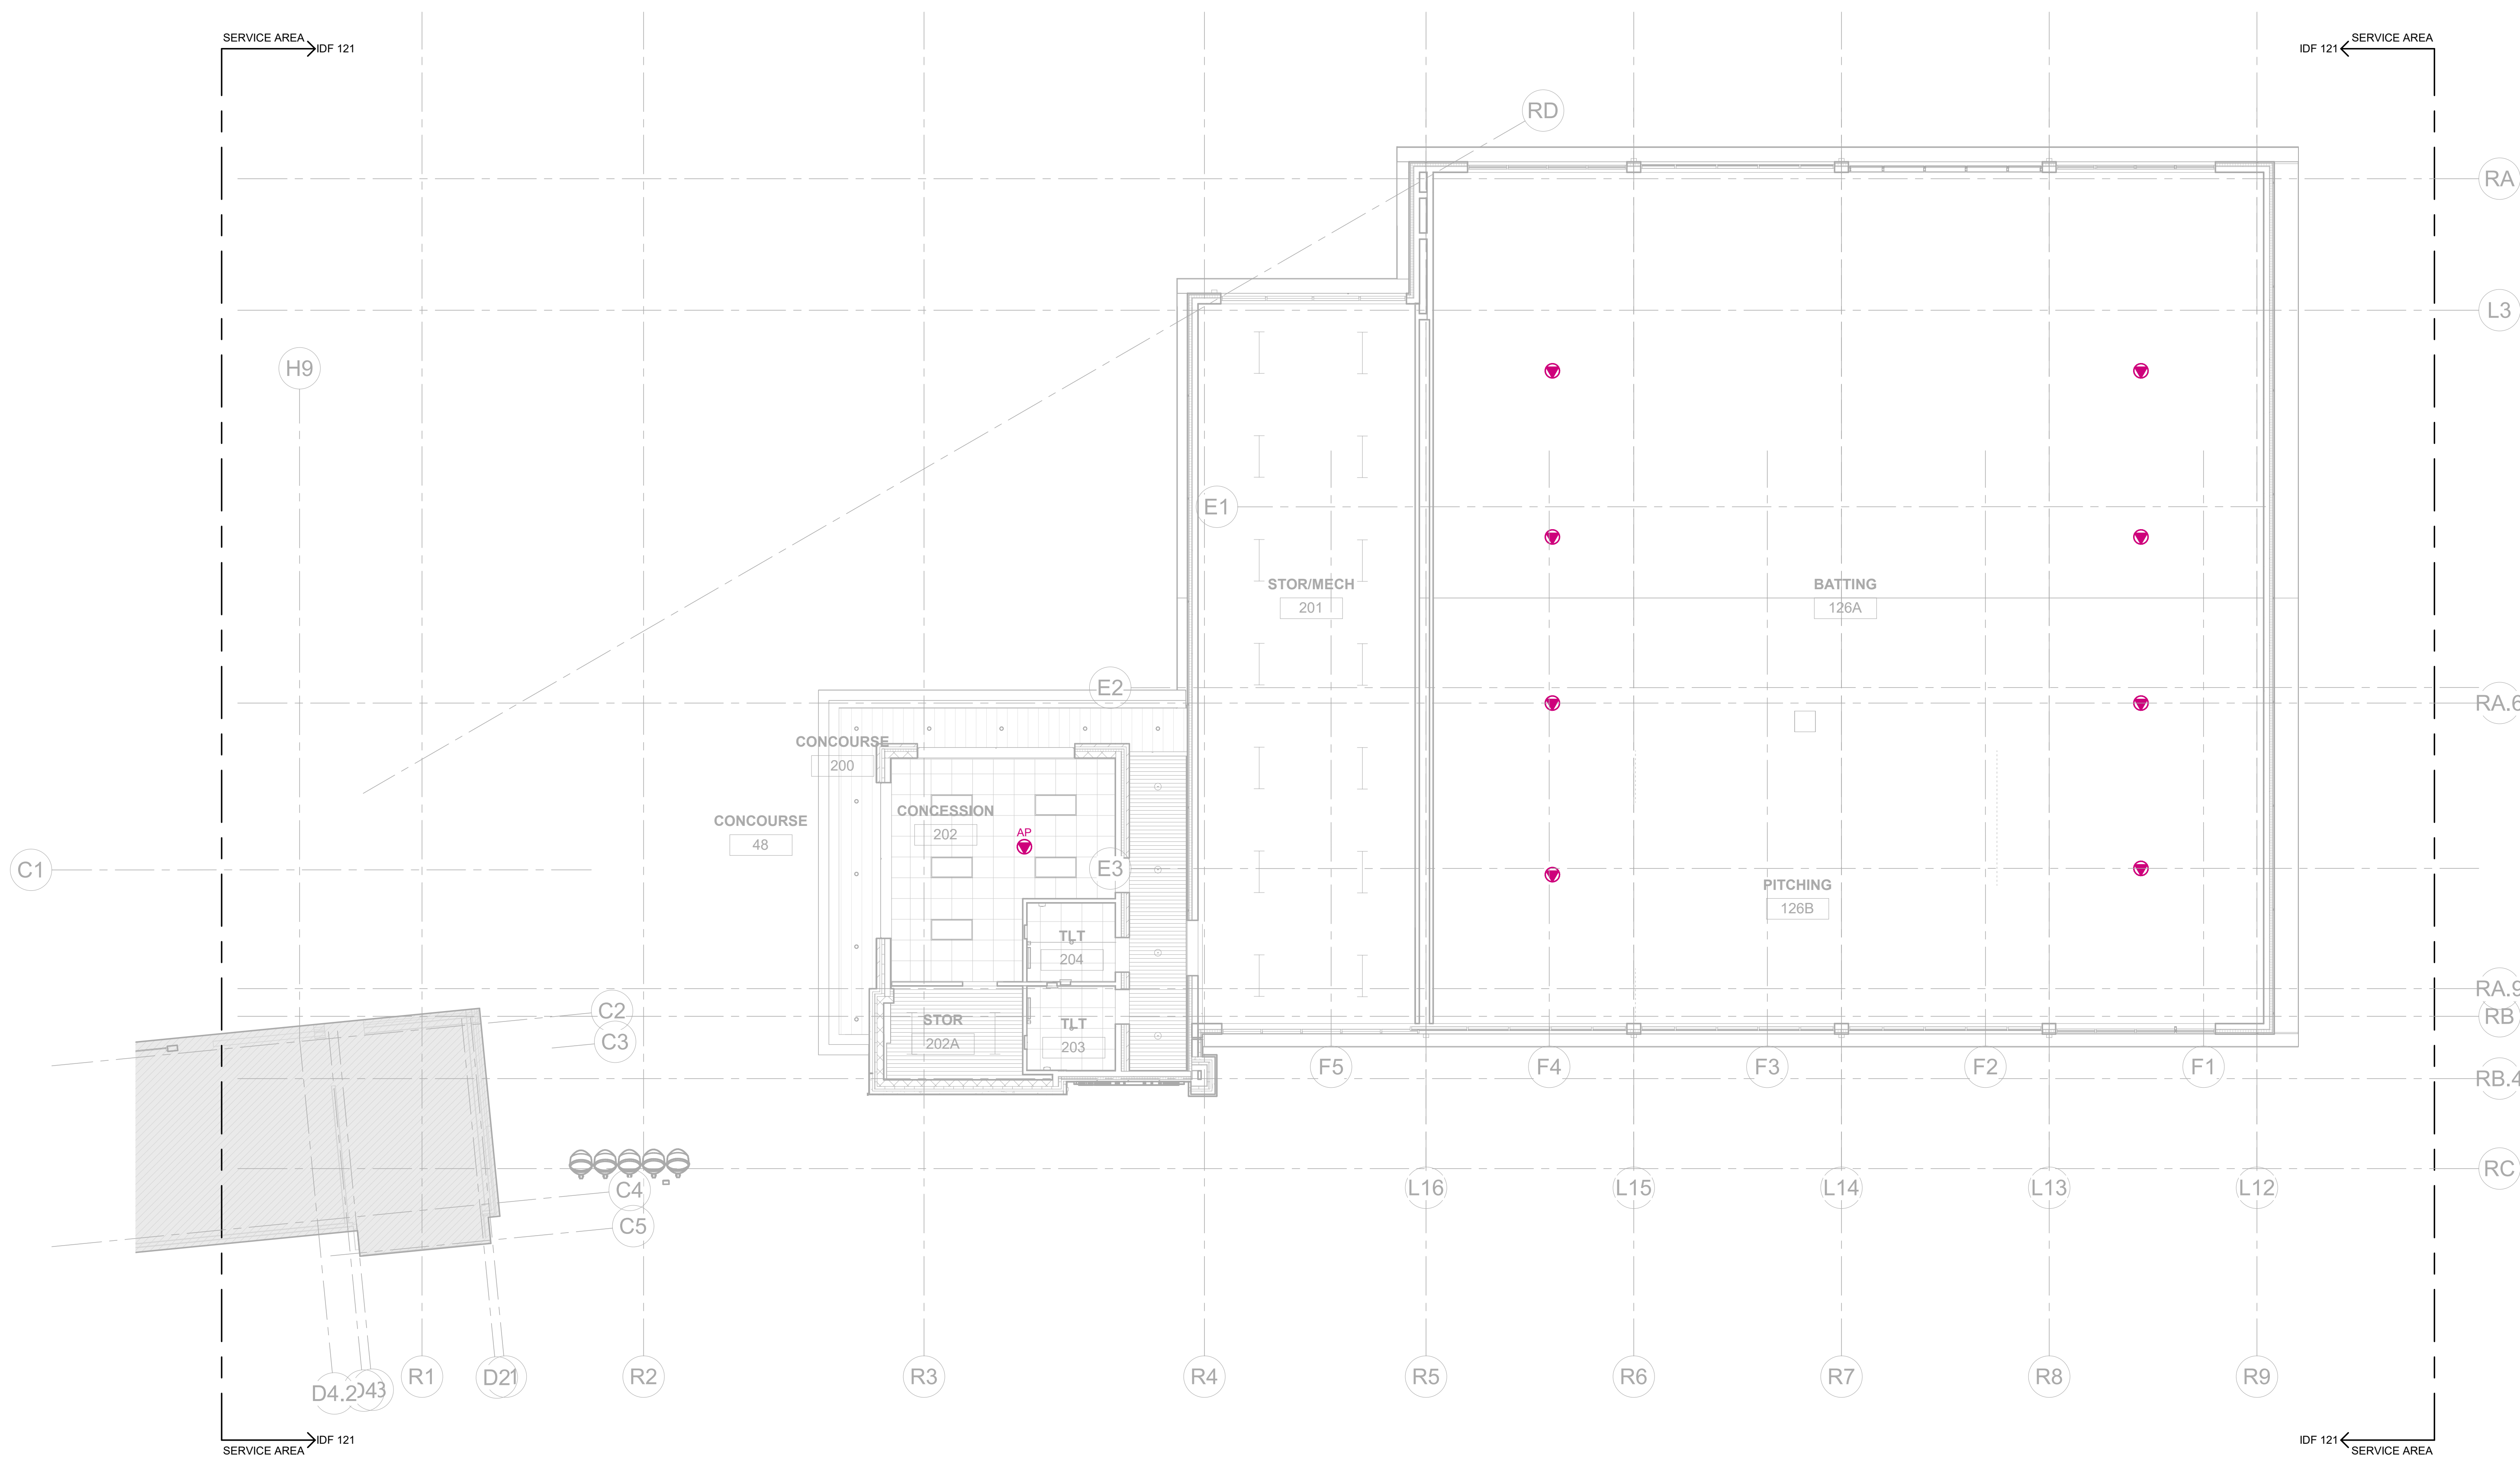 SERVICE AREA
IDF 121
SERVICE AREA
IDF 121
RD
RA
L3
H9
E1
STOR/MECH
201
BATTING
126A
E2
RA.6
CONCOURSE
200
CONCESSION
202
CONCOURSE
48
AP
C1
E3
PITCHING
126B
TLT
204
RA.9
C2
RB
STOR
202A
TLT
203
C3
F5
F4
F3
F2
F1
RB.4
RC
C4
L16
L15
L14
L13
L12
C5
R1
D2
1
R2
R3
R4
R5
R6
R7
R8
R9
D4.2
D4
3
IDF 121
SERVICE AREA
IDF 121
SERVICE AREA